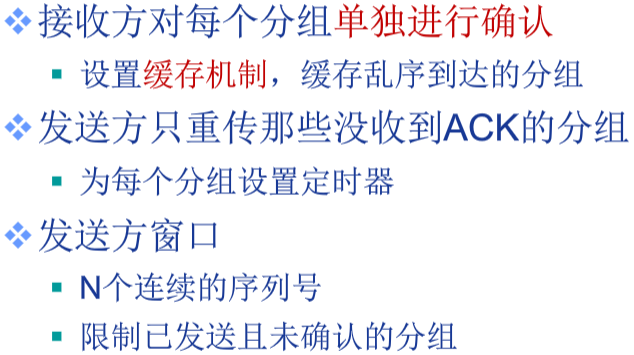 接收方对每个分组单独进行确认
设置缓存机制，缓存乱序到达的分组
发送方只重传那些没收到ACK的分组
为每个分组设置定时器
发送方窗口
N个连续的序列号
限制已发送且未确认的分组